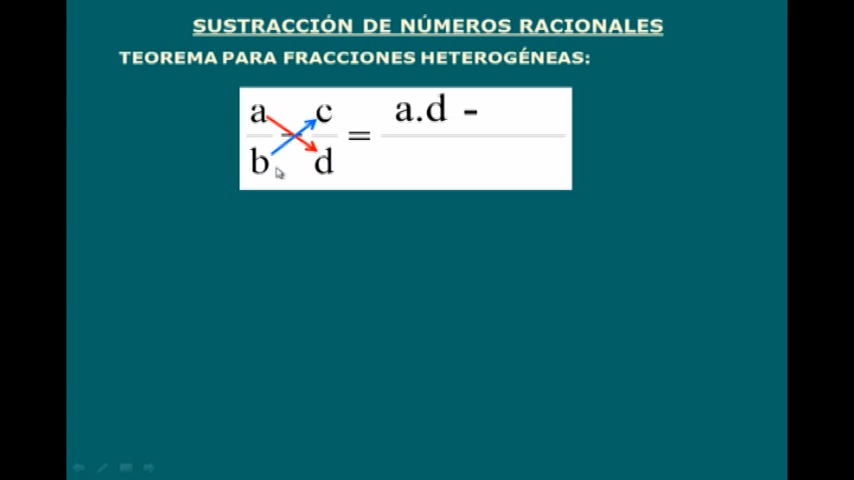 SUSTRACCIÓN DE NÚMEROS RACIONALES
TEOREMA PARA FRACCIONES HETEROGÉNEAS:
a/b - c/d = a.d -